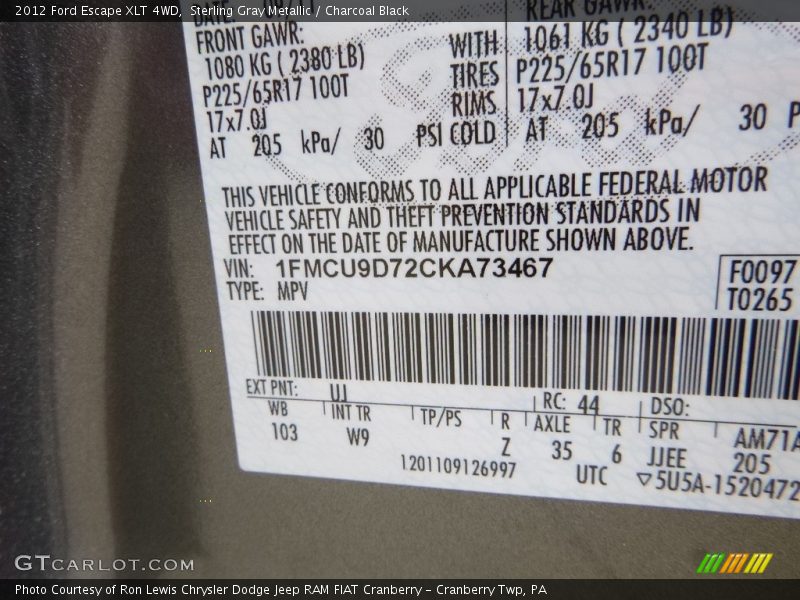 2012 Ford Escape XLT 4WD, Sterling Gray Metallic / Charcoal Black
REAR GAWR:
FRONT GAWR:
1080 KG ( 2380 LB) WITH 1061 KG ( 2340 LB)
P225/65R17 100T TIRES P225/65R17 100T
17x7.0J RIMS 17x7.0J
AT 205 kPa/ 30 PSI COLD AT 205 kPa/ 30 P
THIS VEHICLE CONFORMS TO ALL APPLICABLE FEDERAL MOTOR
VEHICLE SAFETY AND THEFT PREVENTION STANDARDS IN
EFFECT ON THE DATE OF MANUFACTURE SHOWN ABOVE.
VIN: 1FMCU9D72CKA73467 F0097
TYPE: MPV T0265
EXT PNT: UJ RC: 44 DSO:
WB INT TR TP/PS R AXLE TR SPR AM71A
103 W9 Z 35 6 JJEE 205
1201109126997 UTC ▽5U5A-1520472
GTCARLOT.COM
Photo Courtesy of Ron Lewis Chrysler Dodge Jeep RAM FIAT Cranberry – Cranberry Twp, PA